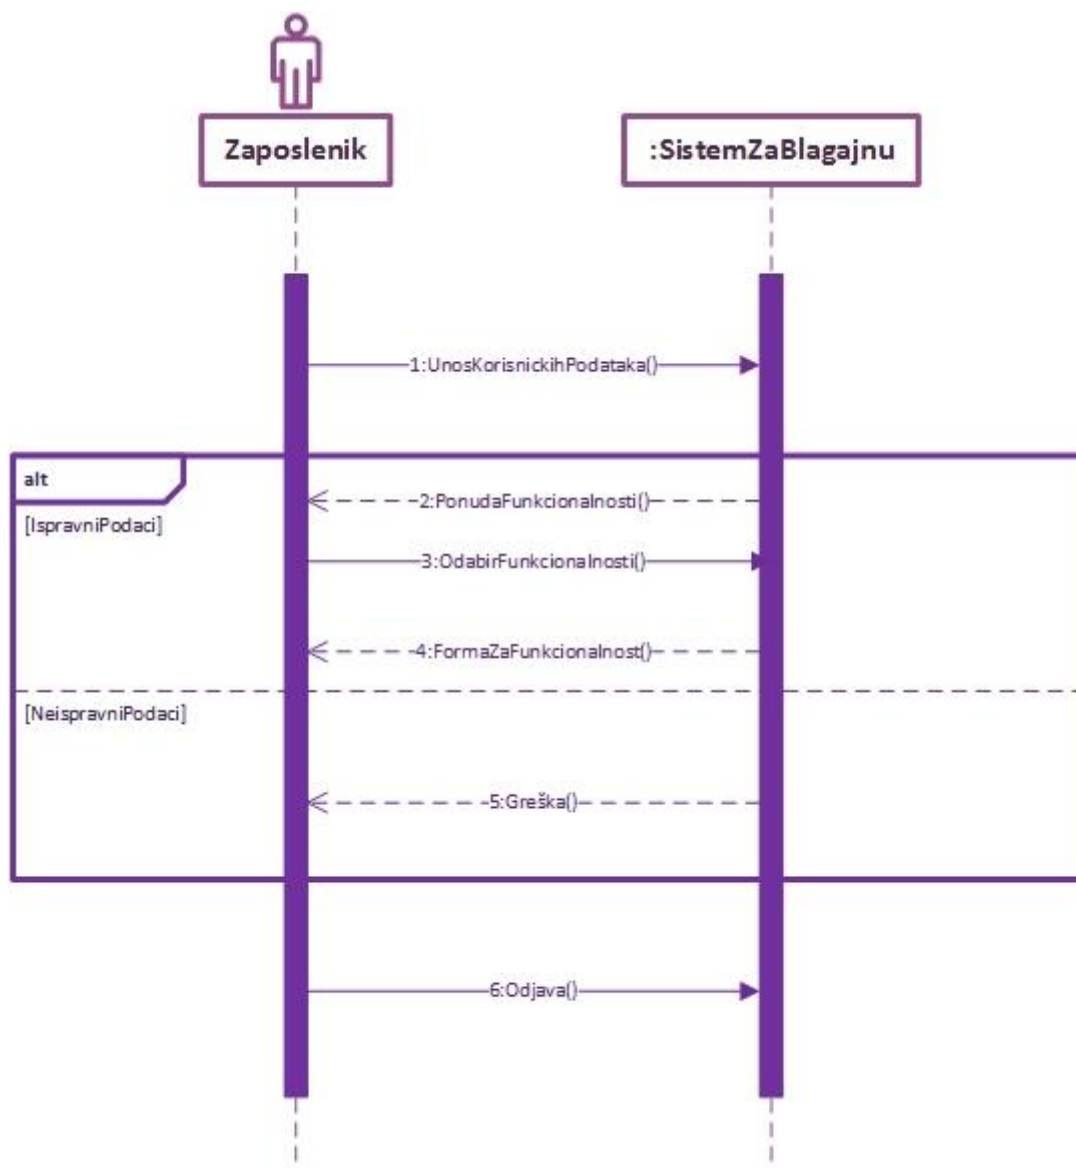 Zaposlenik
:SistemZaBlagajnu
1:UnosKorisnickihPodataka()
alt
2:PonudaFunkcionalnosti()
[IspravniPodaci]
3:OdabirFunkcionalnosti()
4:FormaZaFunkcionalnost()
[NeispravniPodaci]
5:Greška()
6:Odjava()